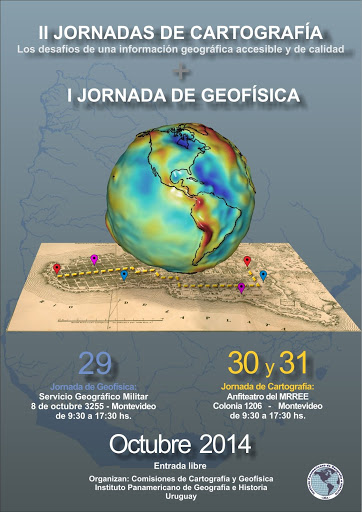 II JORNADAS DE CARTOGRAFÍA
Los desafios de una información geográfica accesible y de calidad
+
I JORNADA DE GEOFÍSICA
29
Jornada de Geofísica:
Servicio Geográfico Militar
8 de octubre 3255 - Montevideo
de 9:30 a 17:30 hs.
30 y 31
Jornada de Cartografía:
Anfiteatro del MRREE
Colonia 1206 - Montevideo
de 9:30 a 17:30 hs.
Octubre 2014
Entrada libre
Organizan: Comisiones de Cartografía y Geofísica
Instituto Panamericano de Geografía e Historia
Uruguay